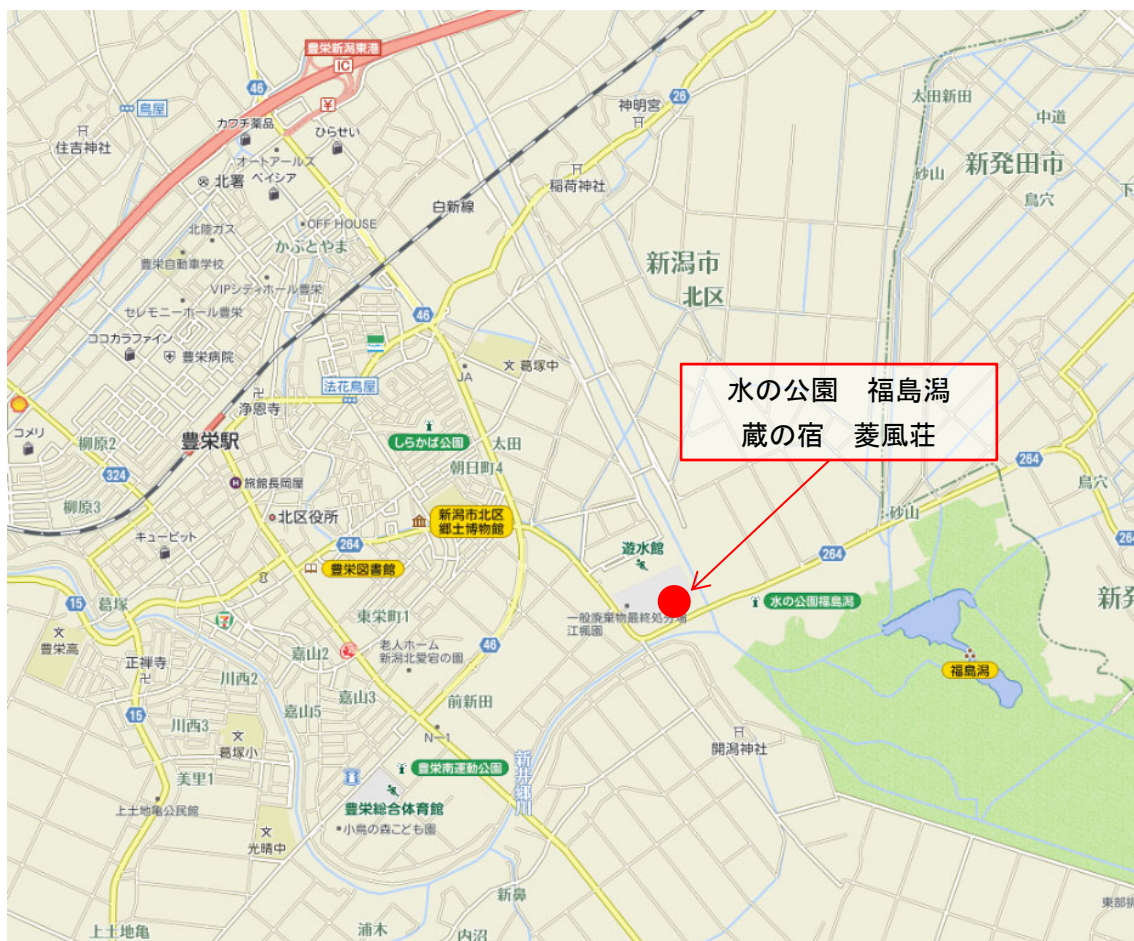 豊栄新潟東港
IC
46
26
神明宮
太田新田
中道
鳥屋
カワチ薬品
ひらせい
住吉神社
オートアールズ
ベイシア
北署
稲荷神社
砂山
新発田市
鳥穴
下
白新線
OFF HOUSE
北陸ガス
かぶとやま
豊栄自動車学校
新潟市
北区
VIPシティホール豊栄
セレモニーホール豊栄
46
ココカラファイン
豊栄病院
葛塚中
JA
法花鳥屋
水の公園 福島潟
蔵の宿 菱風荘
浄恩寺
コメリ
柳原2
豊栄駅
しらかば公園
太田
朝日町4
324
旅館長岡屋
264
鳥穴
柳原3
北区役所
新潟市北区
郷土博物館
砂山
キューピット
264
遊水館
264
豊栄図書館
15
葛塚
東栄町1
一般廃棄物最終処分場
江楓園
水の公園福島潟
新発
豊栄高
嘉山2
老人ホーム
新潟北愛宕の園
46
正禅寺
川西2
福島潟
嘉山3
前新田
15
川西3
嘉山5
N-1
葛塚小
新井郷川
開潟神社
美里1
豊栄南運動公園
上土地亀公民館
豊栄総合体育館
小鳥の森こども園
光晴中
新鼻
東部排
上土地亀
浦木
内沼